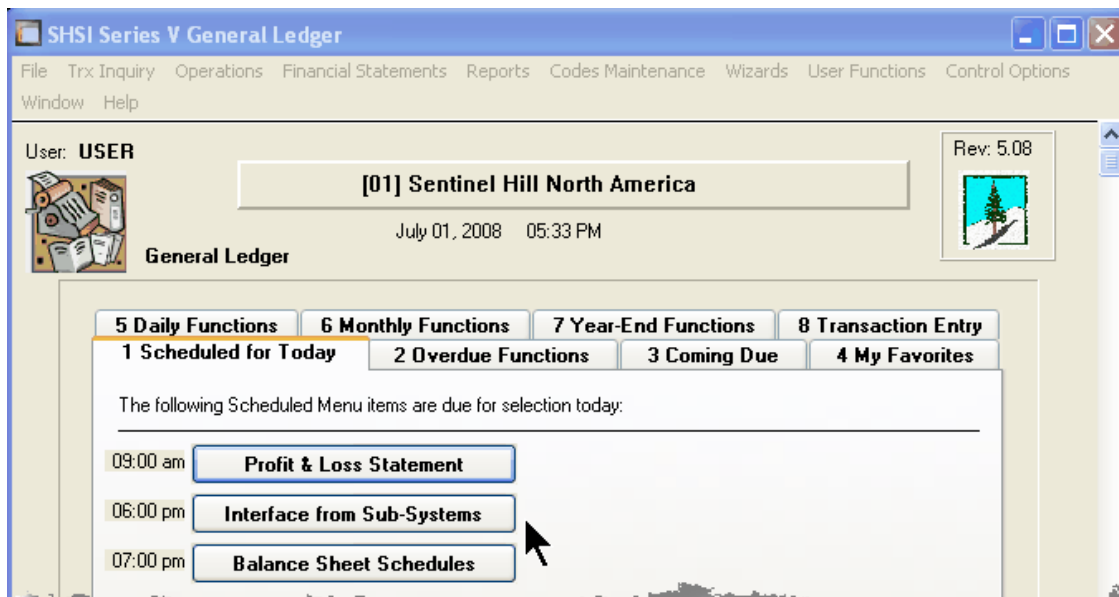 SHSI Series V General Ledger
File Trx Inquiry Operations Financial Statements Reports Codes Maintenance Wizards User Functions Control Options
Window Help
User: USER
Rev: 5.08
[01] Sentinel Hill North America
July 01, 2008 05:33 PM
General Ledger
5 Daily Functions 6 Monthly Functions 7 Year-End Functions 8 Transaction Entry
1 Scheduled for Today 2 Overdue Functions 3 Coming Due 4 My Favorites
The following Scheduled Menu items are due for selection today:
09:00 am Profit & Loss Statement
06:00 pm Interface from Sub-Systems
07:00 pm Balance Sheet Schedules